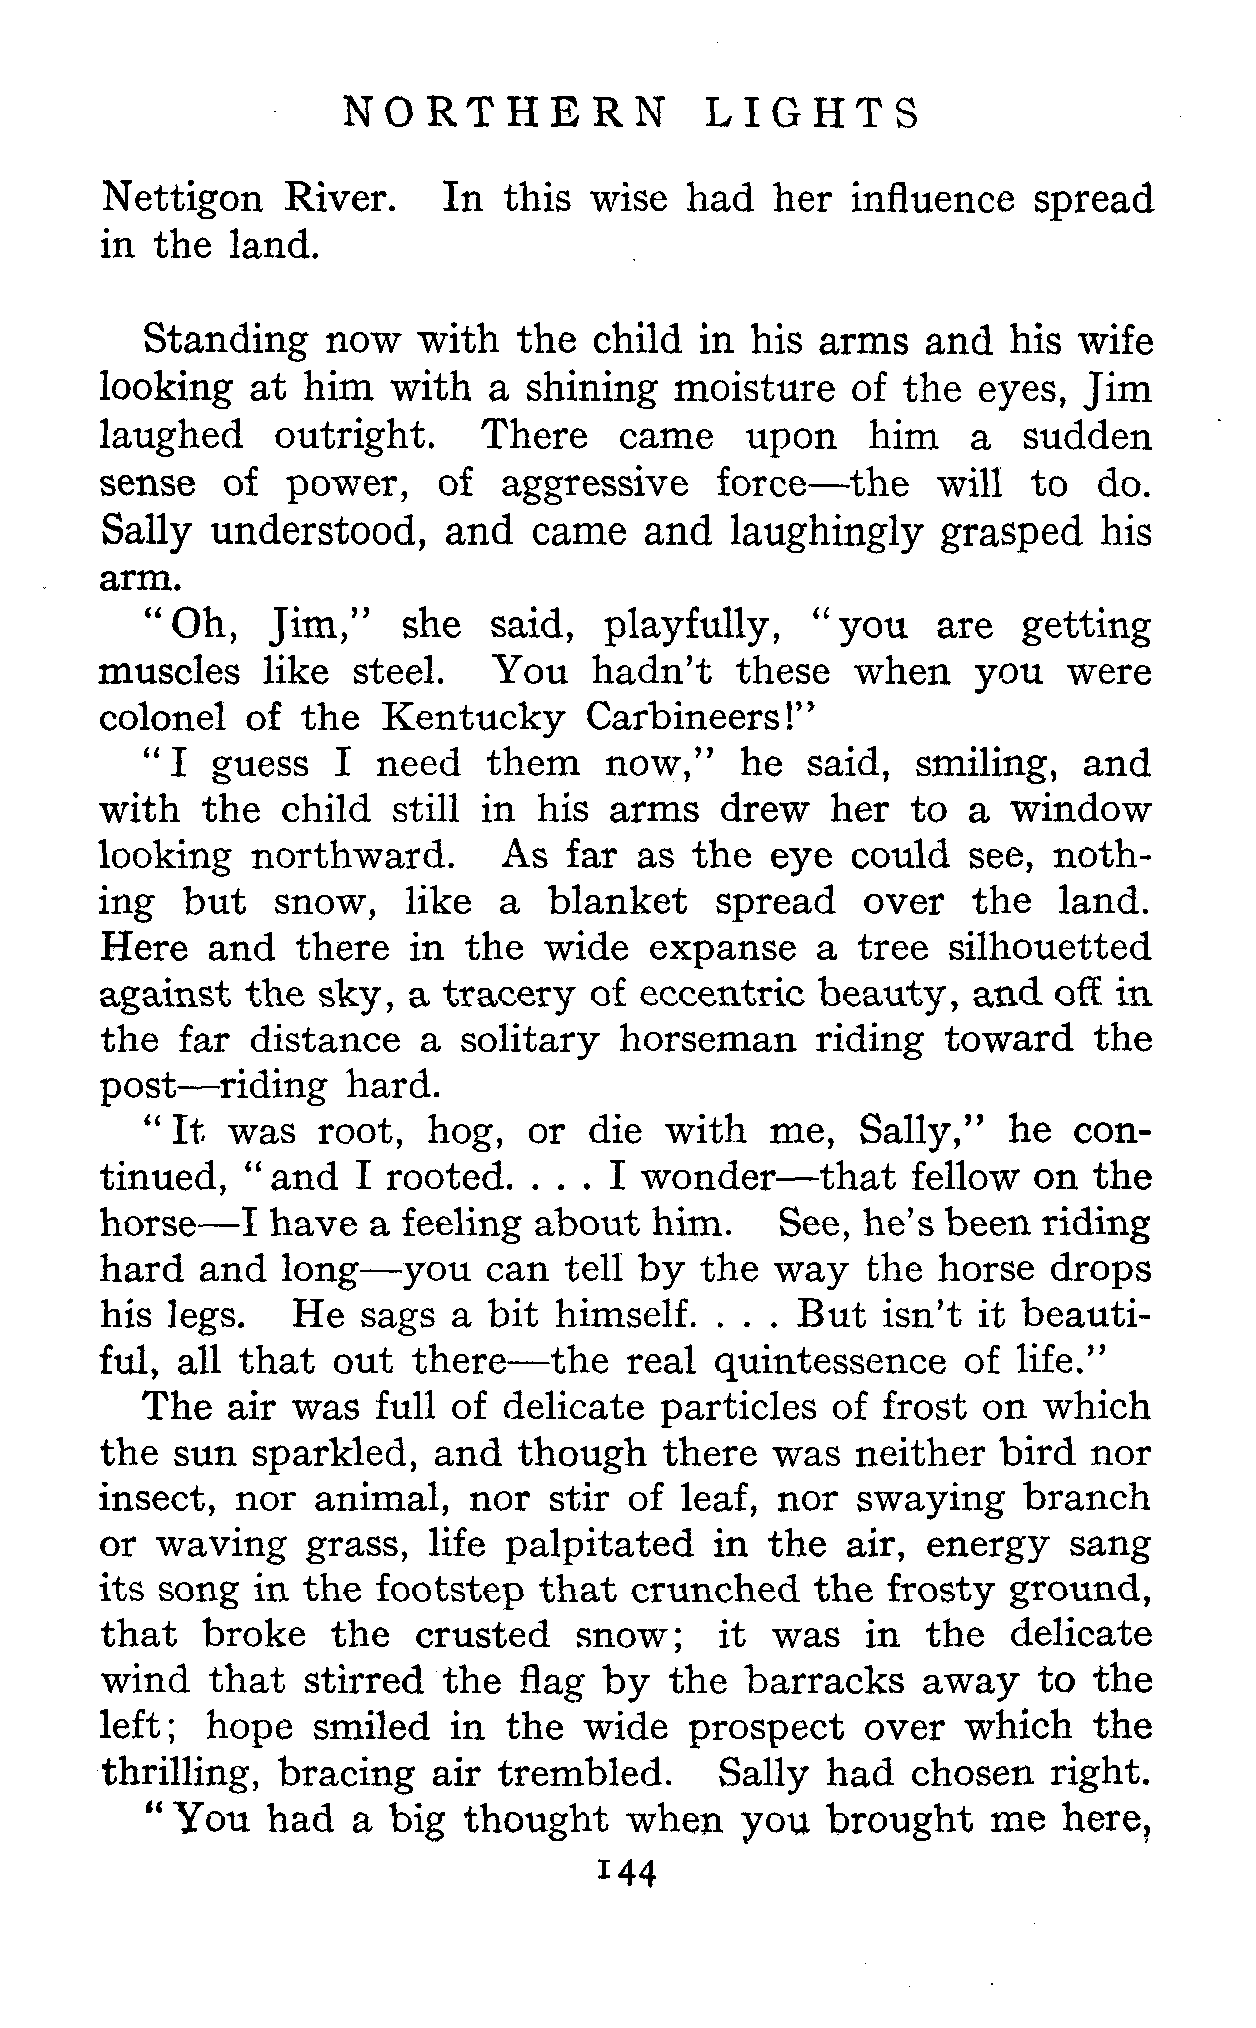 NORTHERN LIGHTS
Nettigon River. In this wise had her influence spread
in the land.
Standing now with the child in his arms and his wife
looking at him with a shining moisture of the eyes, Jim
laughed outright. There came upon him a sudden
sense of power, of aggressive force—the will to do.
Sally understood, and came and laughingly grasped his
arm.
"Oh, Jim," she said, playfully, "you are getting
muscles like steel. You hadn't these when you were
colonel of the Kentucky Carbineers!"
"I guess I need them now," he said, smiling, and
with the child still in his arms drew her to a window
looking northward. As far as the eye could see, noth-
ing but snow, like a blanket spread over the land.
Here and there in the wide expanse a tree silhouetted
against the sky, a tracery of eccentric beauty, and off in
the far distance a solitary horseman riding toward the
post—riding hard.
"It was root, hog, or die with me, Sally," he con-
tinued, "and I rooted. . . . I wonder—that fellow on the
horse—I have a feeling about him. See, he's been riding
hard and long—you can tell by the way the horse drops
his legs. He sags a bit himself. . . . But isn't it beauti-
ful, all that out there—the real quintessence of life."
The air was full of delicate particles of frost on which
the sun sparkled, and though there was neither bird nor
insect, nor animal, nor stir of leaf, nor swaying branch
or waving grass, life palpitated in the air, energy sang
its song in the footstep that crunched the frosty ground,
that broke the crusted snow; it was in the delicate
wind that stirred the flag by the barracks away to the
left; hope smiled in the wide prospect over which the
thrilling, bracing air trembled. Sally had chosen right.
"You had a big thought when you brought me here,
144